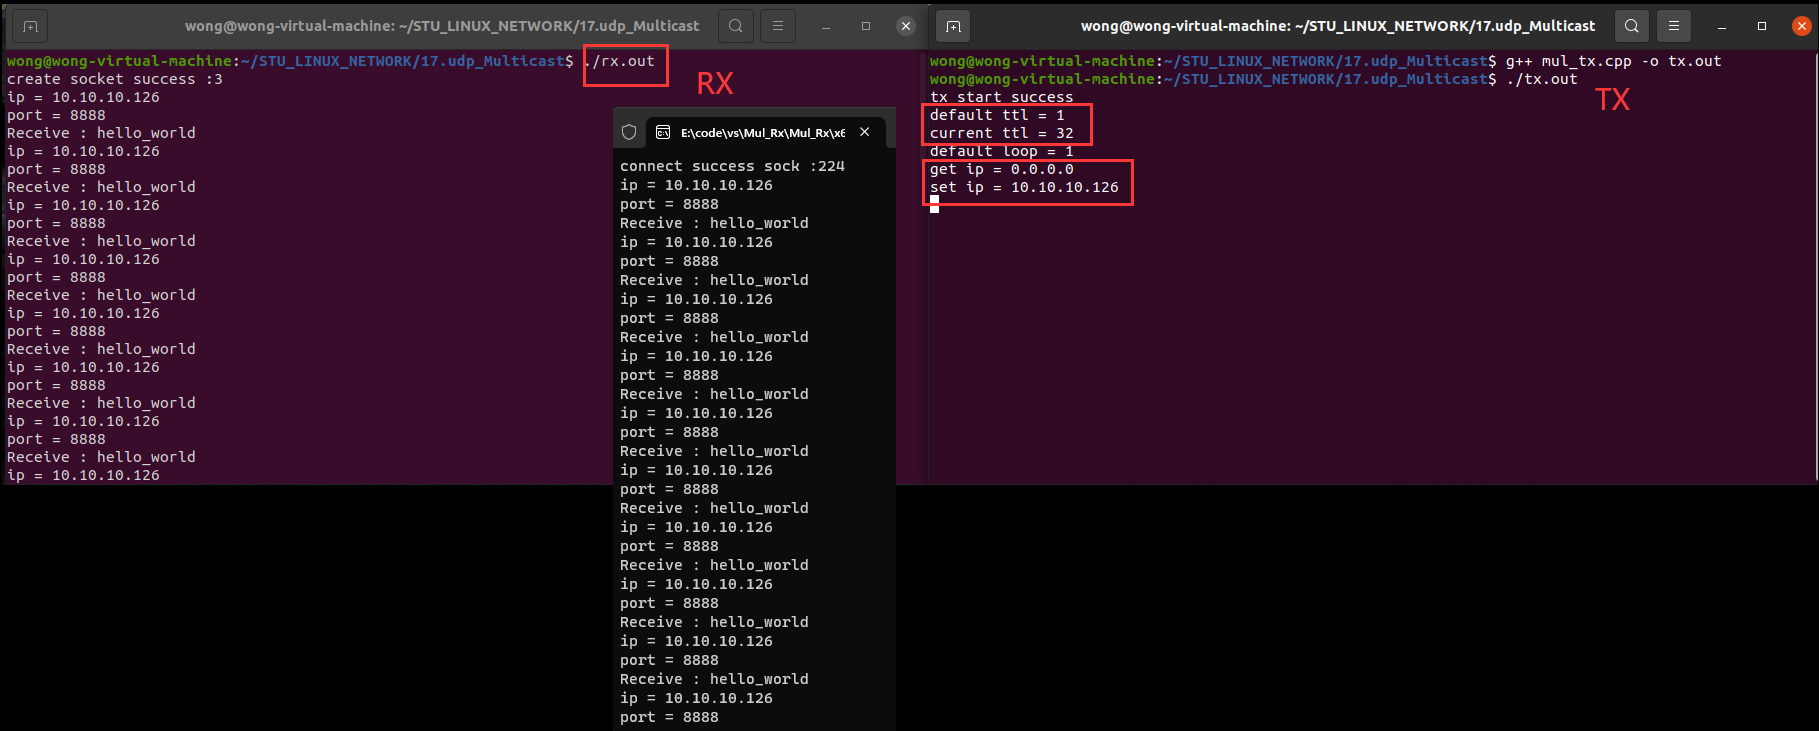 wong@wong-virtual-machine: ~/STU_LINUX_NETWORK/17.udp_Multicast
wong@wong-virtual-machine:~/STU_LINUX_NETWORK/17.udp_Multicast$ ./rx.out
RX
create socket success :3
ip = 10.10.10.126
port = 8888
Receive : hello_world
ip = 10.10.10.126
port = 8888
Receive : hello_world
ip = 10.10.10.126
port = 8888
Receive : hello_world
ip = 10.10.10.126
port = 8888
Receive : hello_world
ip = 10.10.10.126
port = 8888
Receive : hello_world
ip = 10.10.10.126
port = 8888
Receive : hello_world
ip = 10.10.10.126
port = 8888
Receive : hello_world
ip = 10.10.10.126
E:\code\vs\Mul_Rx\Mul_Rx\x6
connect success sock :224
ip = 10.10.10.126
port = 8888
Receive : hello_world
ip = 10.10.10.126
port = 8888
Receive : hello_world
ip = 10.10.10.126
port = 8888
Receive : hello_world
ip = 10.10.10.126
port = 8888
Receive : hello_world
ip = 10.10.10.126
port = 8888
Receive : hello_world
ip = 10.10.10.126
port = 8888
Receive : hello_world
ip = 10.10.10.126
port = 8888
Receive : hello_world
ip = 10.10.10.126
port = 8888
Receive : hello_world
ip = 10.10.10.126
port = 8888
Receive : hello_world
ip = 10.10.10.126
port = 8888
wong@wong-virtual-machine: ~/STU_LINUX_NETWORK/17.udp_Multicast
wong@wong-virtual-machine:~/STU_LINUX_NETWORK/17.udp_Multicast$ g++ mul_tx.cpp -o tx.out
wong@wong-virtual-machine:~/STU_LINUX_NETWORK/17.udp_Multicast$ ./tx.out
TX
tx start success
default ttl = 1
current ttl = 32
default loop = 1
get ip = 0.0.0.0
set ip = 10.10.10.126